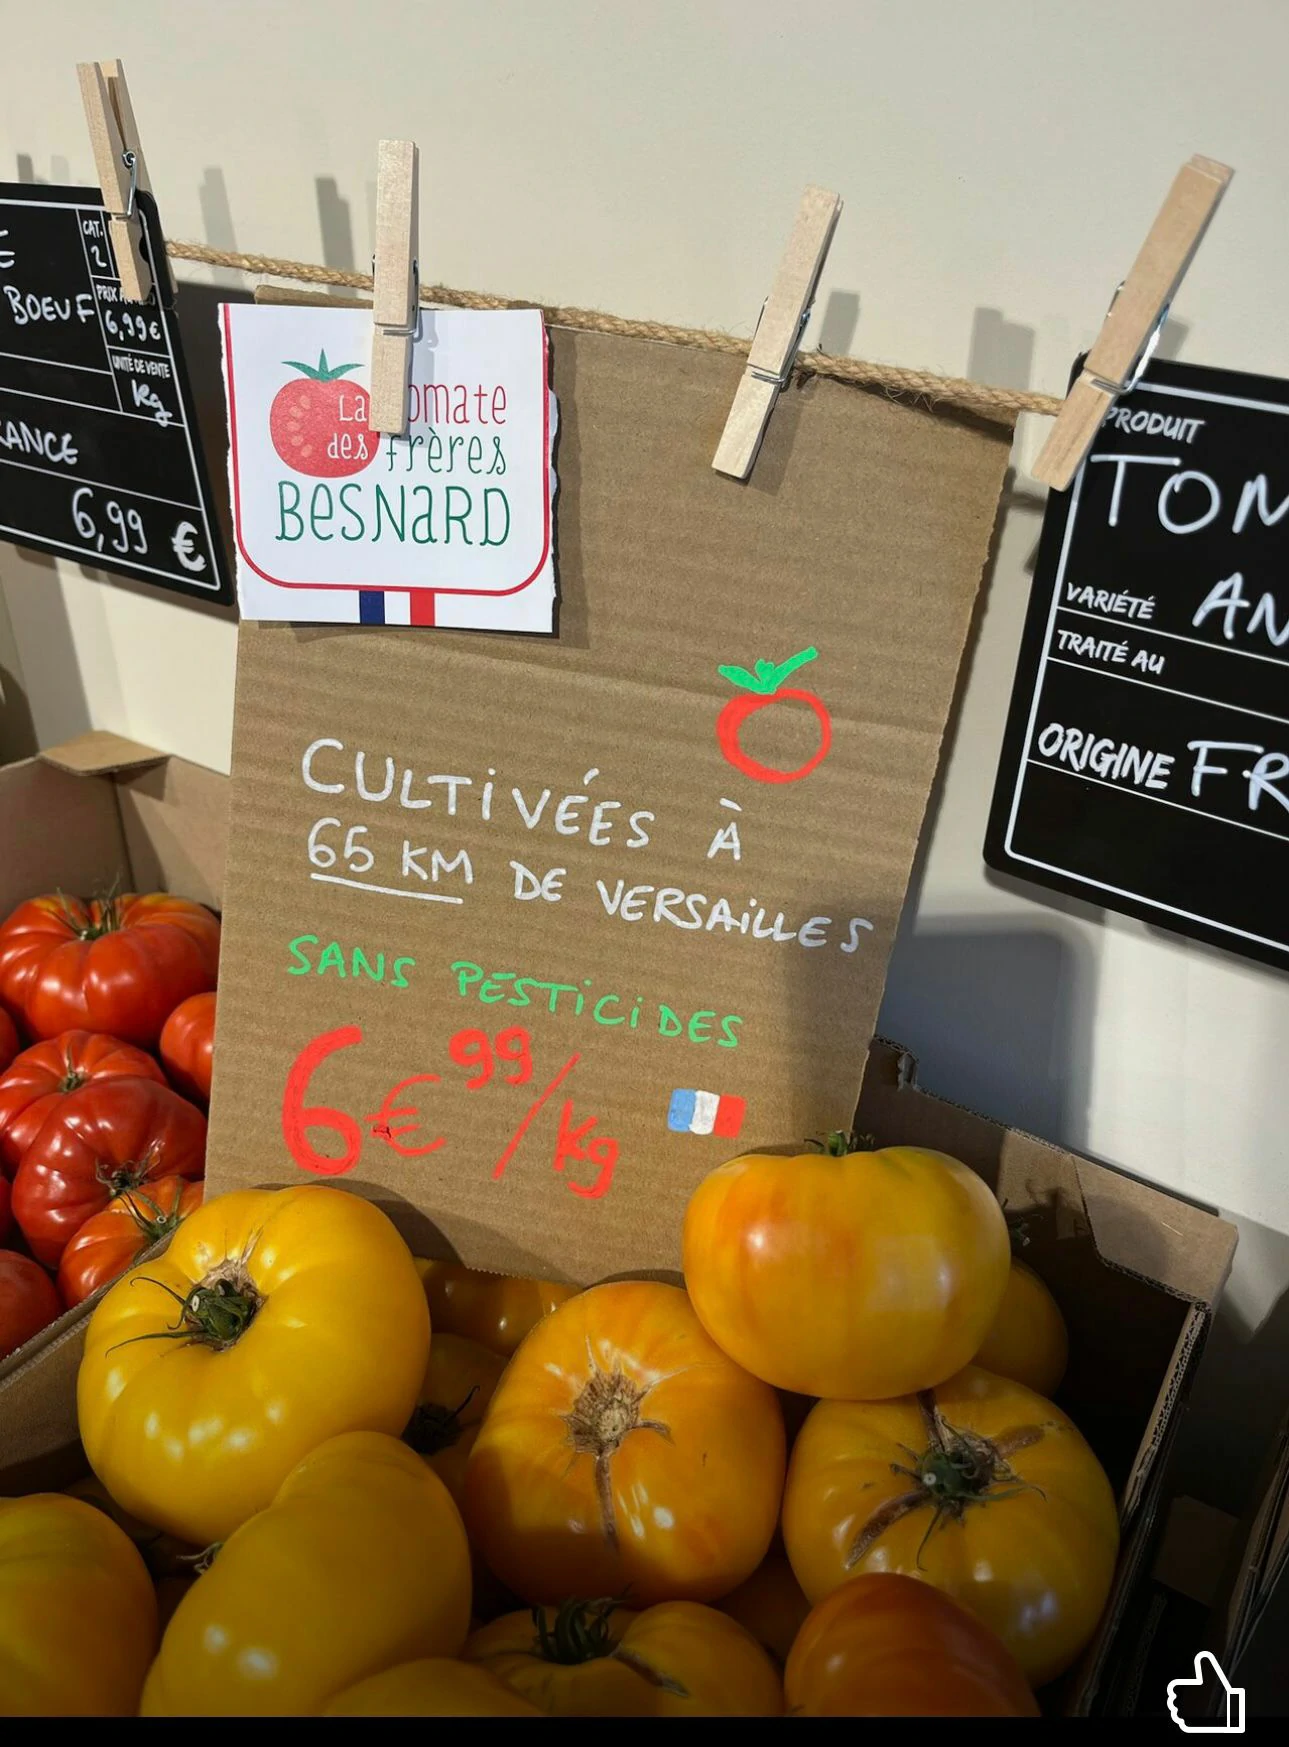 CAT.
2
BOEUF
6,99€
UNITÉ DE VENTE
Kg
6,99 €
La
des frères
BESNARD
CULTIVÉES À
65 KM DE VERSAILLES
SANS PESTICIDES
6€99/kg
PRODUIT
VARIÉTÉ
TRAITÉ AU
ORIGINE